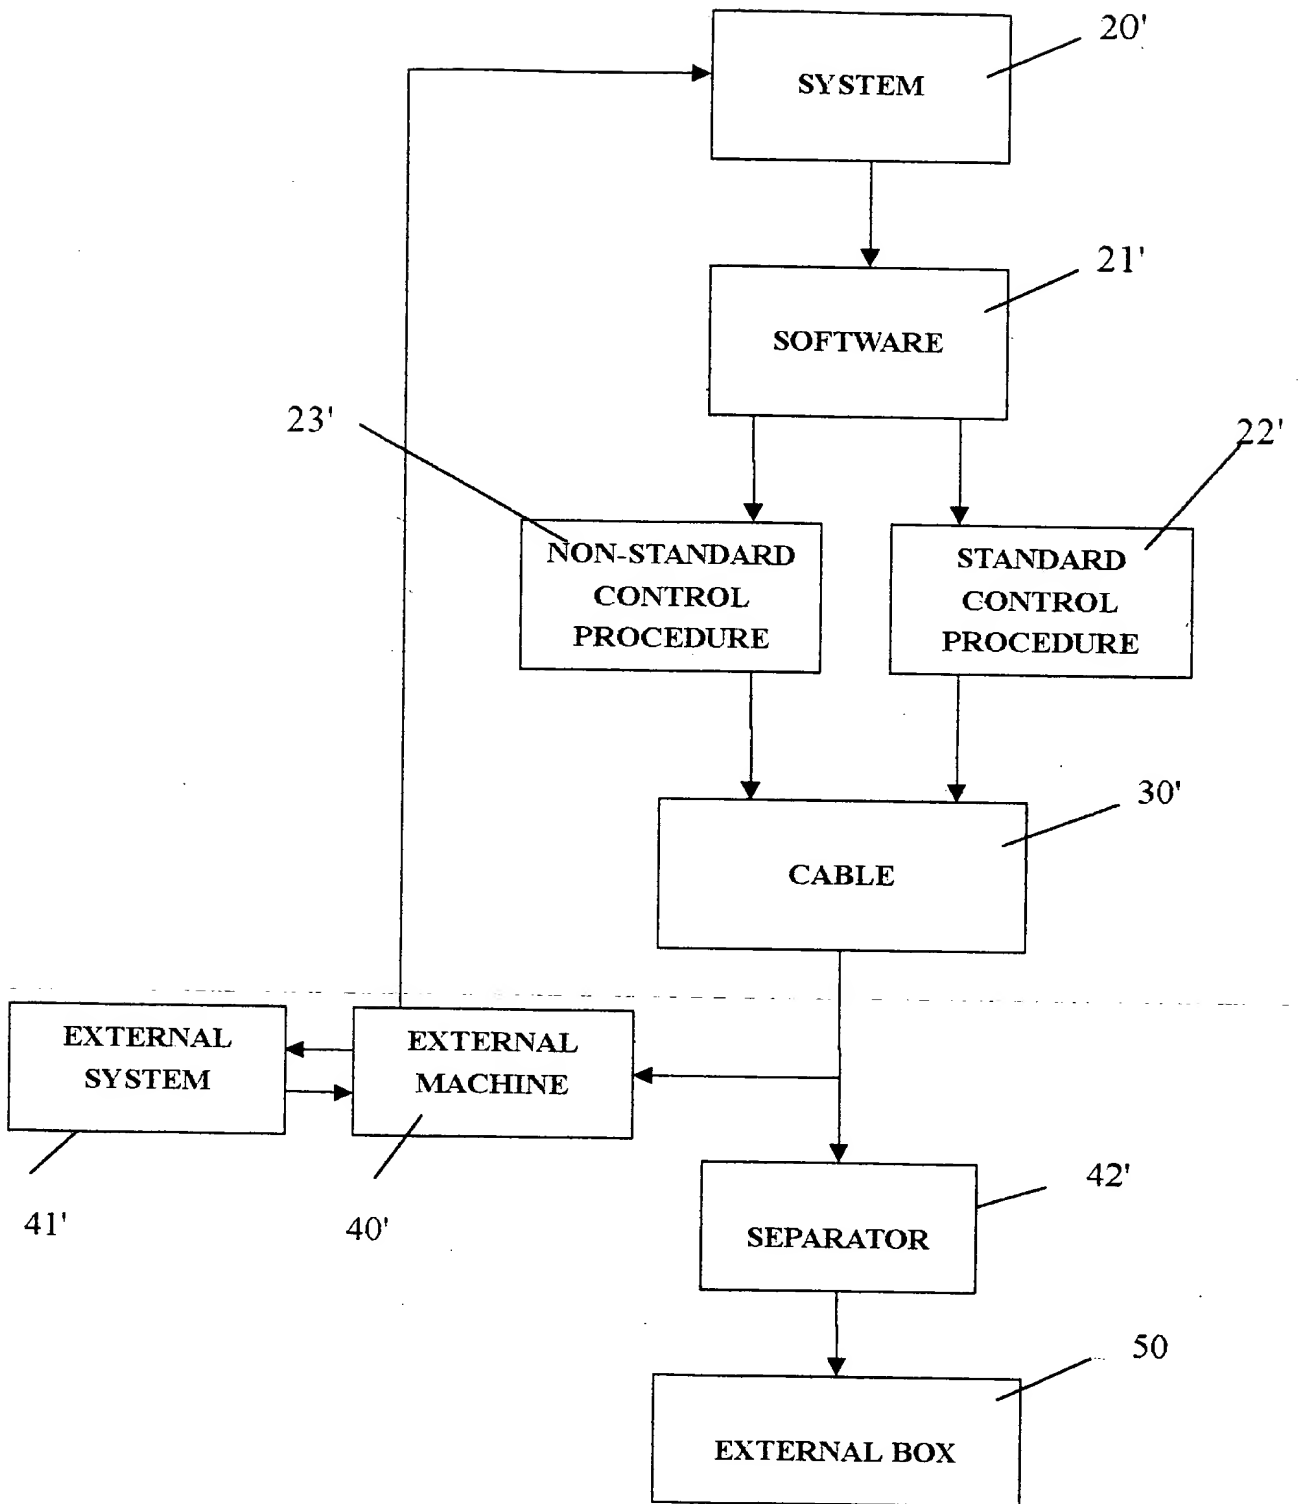 20'
SYSTEM
21'
SOFTWARE
23'
22'
NON-STANDARD
CONTROL
PROCEDURE
STANDARD
CONTROL
PROCEDURE
30'
CABLE
EXTERNAL
SYSTEM
EXTERNAL
MACHINE
41'
40'
42'
SEPARATOR
50
EXTERNAL BOX